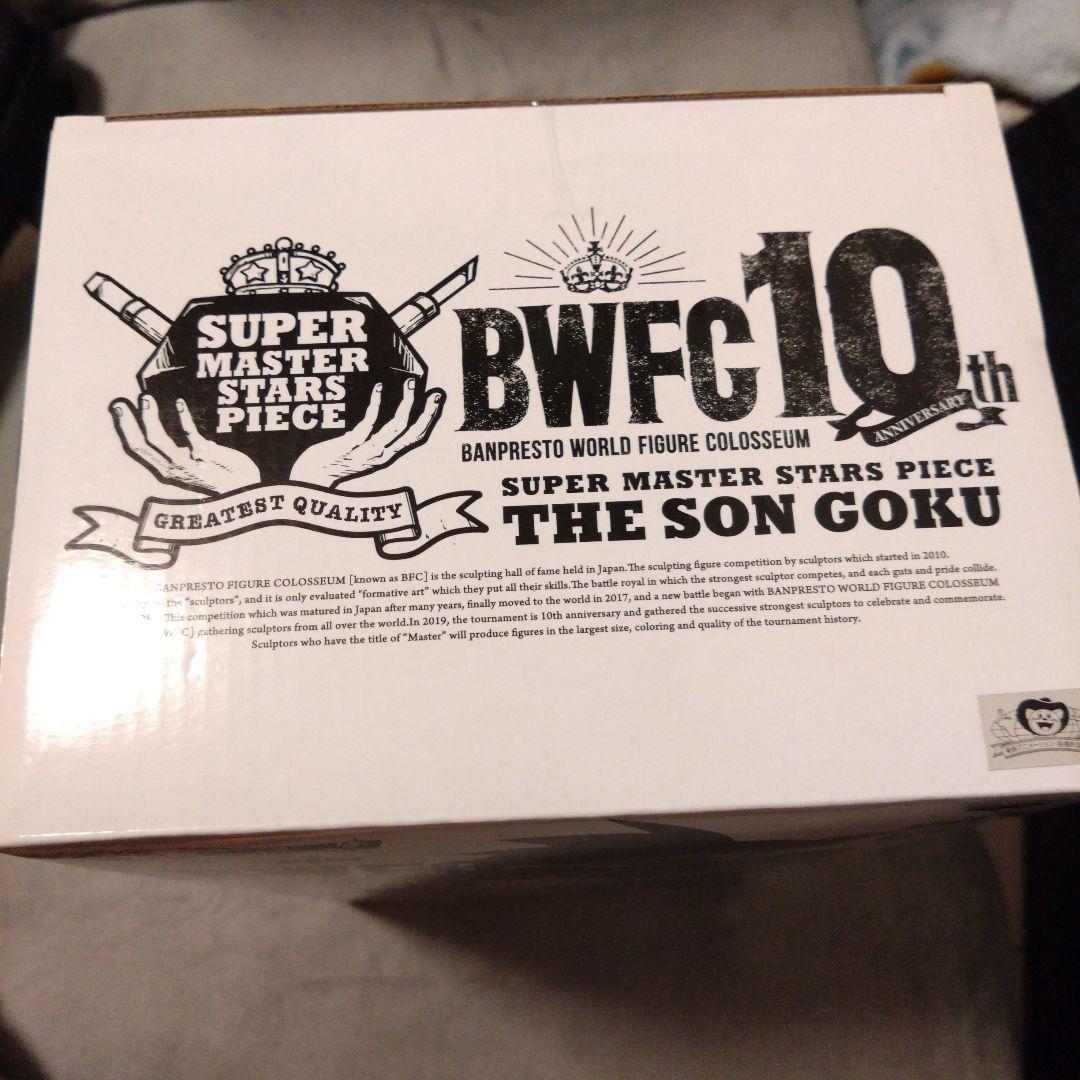 SUPER
MASTER
STARS
PIECE
GREATEST QUALITY
BWFC 10th
ANNIVERSARY
BANPRESTO WORLD FIGURE COLOSSEUM
SUPER MASTER STARS PIECE
THE SON GOKU
ANPRESTO FIGURE COLOSSEUM [known as BFC] is the sculpting hall of fame held in Japan.The sculpting figure competition by sculptors which started in 2010.
the "sculptors", and it is only evaluated "formative art" which they put all their skills.The battle royal in which the strongest sculptor competes, and each guts and pride collide.
This competition which was matured in Japan after many years, finally moved to the world in 2017, and a new battle began with BANPRESTO WORLD FIGURE COLOSSEUM
C] gathering sculptors from all over the world.In 2019, the tournament is 10th anniversary and gathered the successive strongest sculptors to celebrate and commemorate.
Sculptors who have the title of "Master" will produce figures in the largest size, coloring and quality of the tournament history.